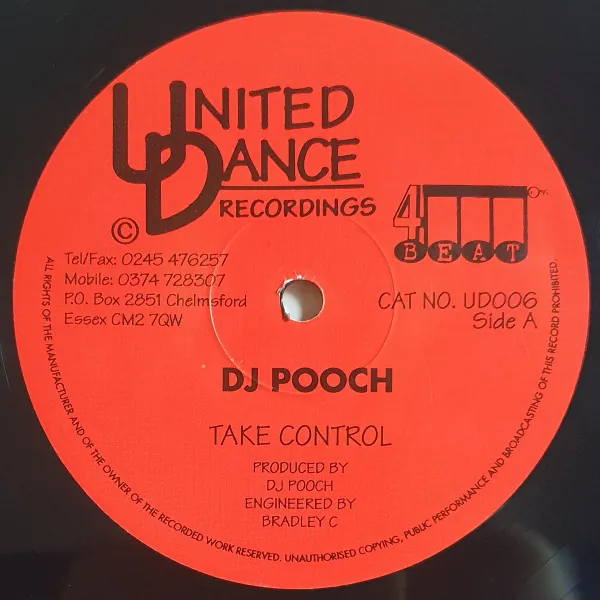 UNITED
DANCE
RECORDINGS
©
4
BEAT
Tel/Fax: 0245 476257
Mobile: 0374 728307
P.O. Box 2851 Chelmsford
Essex CM2 7QW
CAT NO. UD006
Side A
DJ POOCH
TAKE CONTROL
PRODUCED BY
DJ POOCH
ENGINEERED BY
BRADLEY C
ALL RIGHTS OF THE MANUFACTURER AND OF THE OWNER OF THE RECORDED WORK RESERVED. UNAUTHORISED COPYING, PUBLIC PERFORMANCE AND BROADCASTING OF THIS RECORD PROHIBITED.